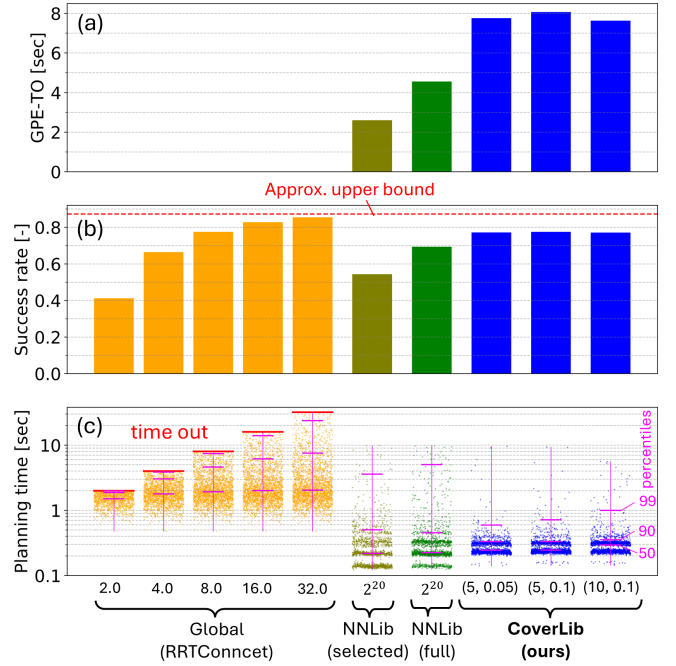 (a)
GPE-TO [sec]
8
6
4
2
0
Approx. upper bound
(b)
Success rate [-]
0.8
0.6
0.4
0.2
0.0
(c)
time out
Planning time [sec]
10
1
0.1
percentiles
99
90
50
2.0 4.0 8.0 16.0 32.0 2^20 2^20 (5, 0.05) (5, 0.1) (10, 0.1)
Global NNLib NNLib CoverLib
(RRTConncet) (selected) (full) (ours)